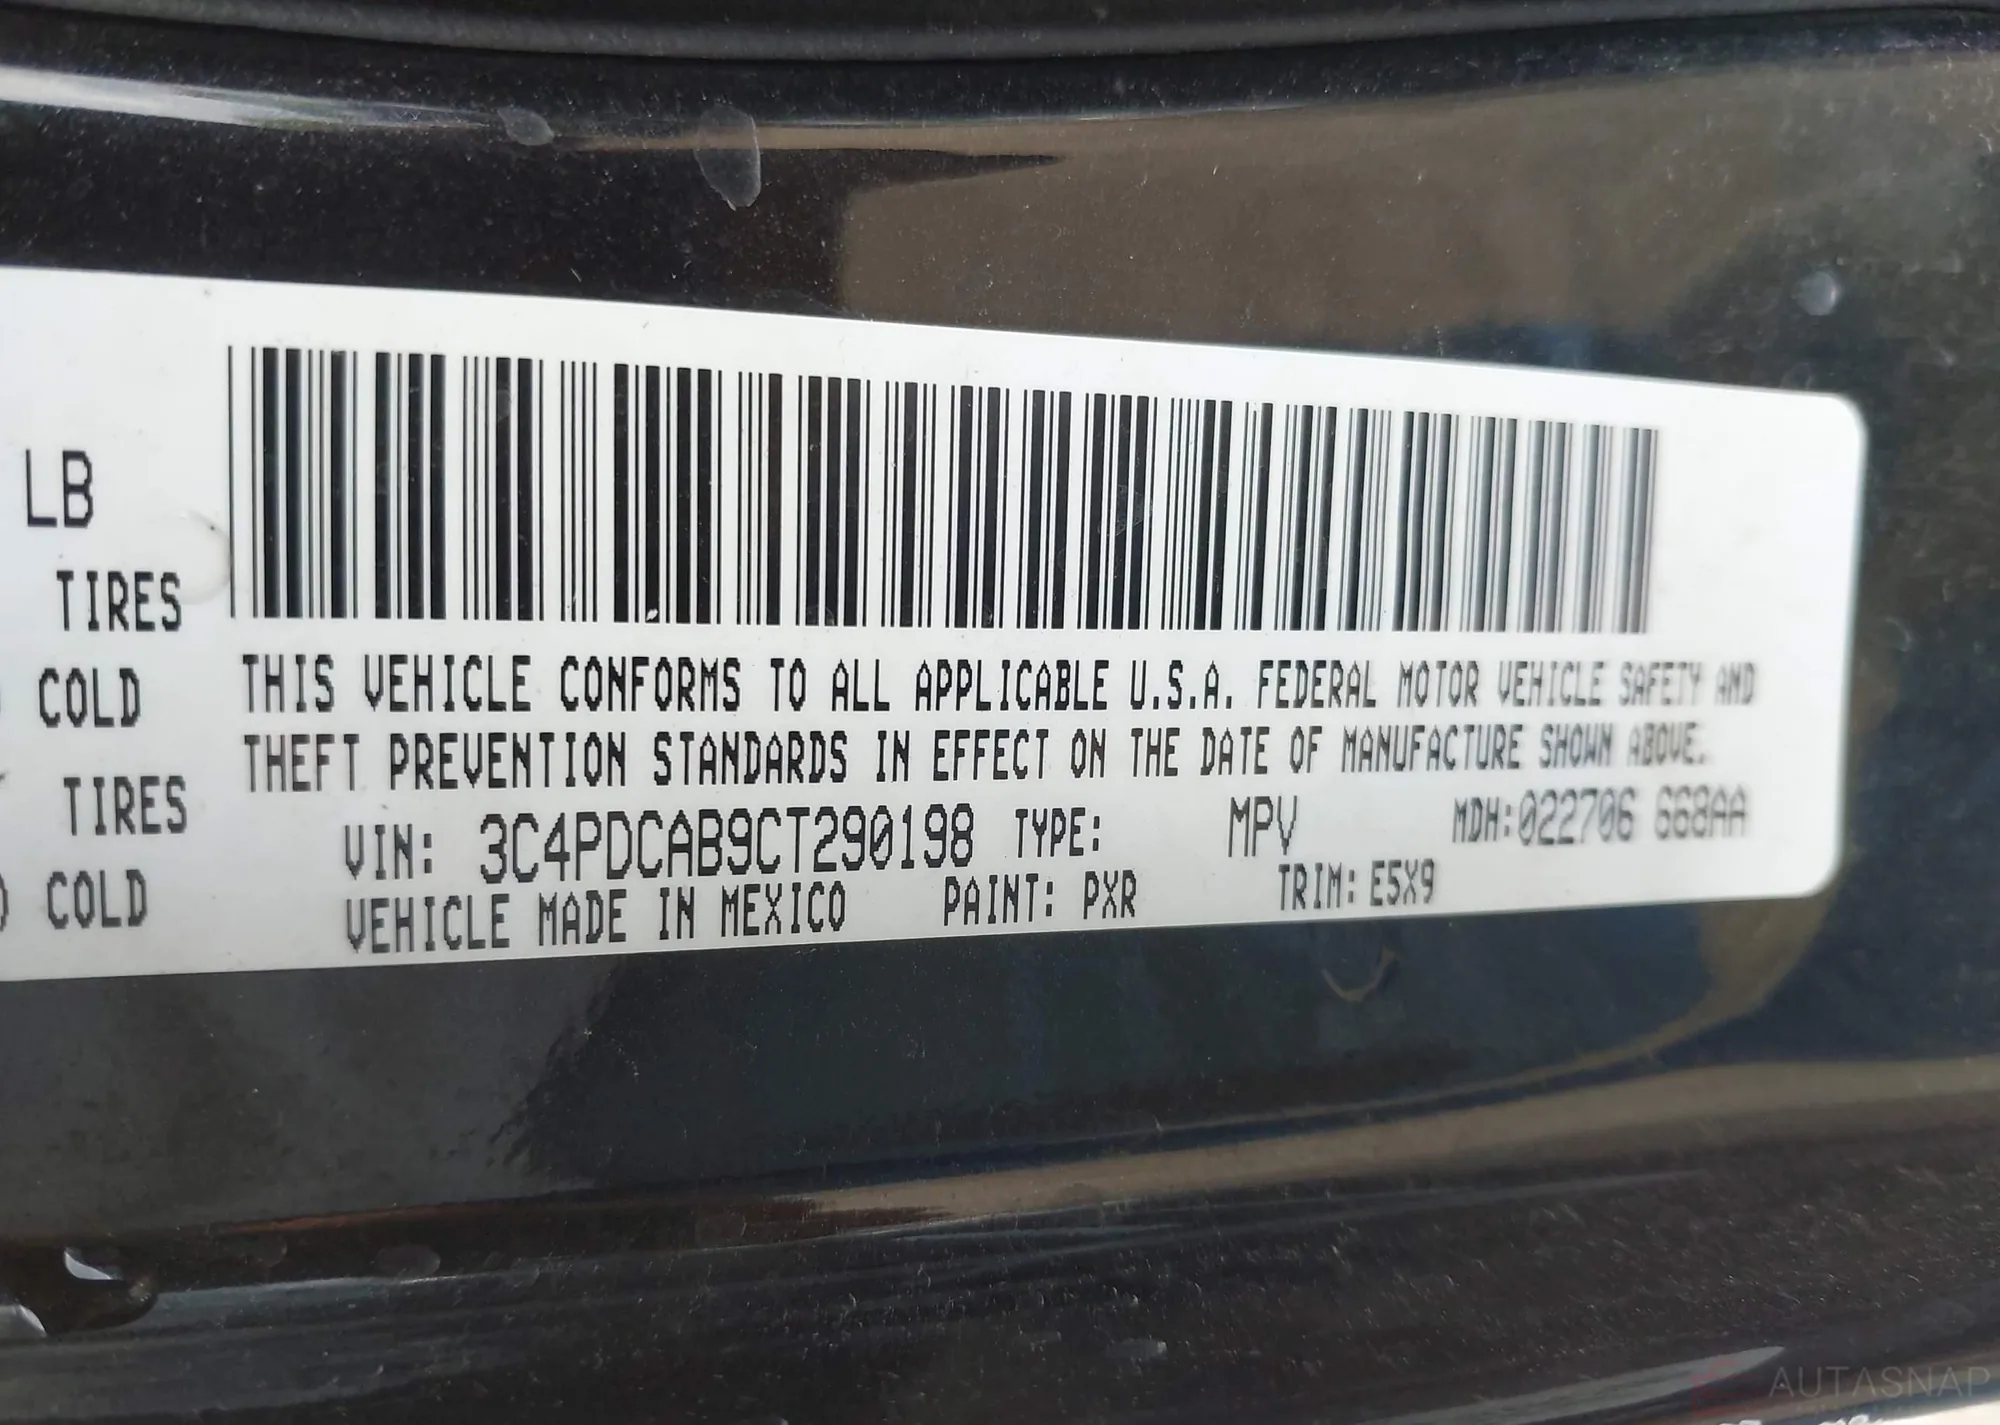 LB
TIRES
COLD
TIRES
COLD
THIS VEHICLE CONFORMS TO ALL APPLICABLE U.S.A. FEDERAL MOTOR VEHICLE SAFETY AND
THEFT PREVENTION STANDARDS IN EFFECT ON THE DATE OF MANUFACTURE SHOWN ABOVE.
VIN: 3C4PDCAB9CT290198 TYPE: MPV MDH:022706 668AA
VEHICLE MADE IN MEXICO PAINT: PXR TRIM: E5X9
AUTASNAP